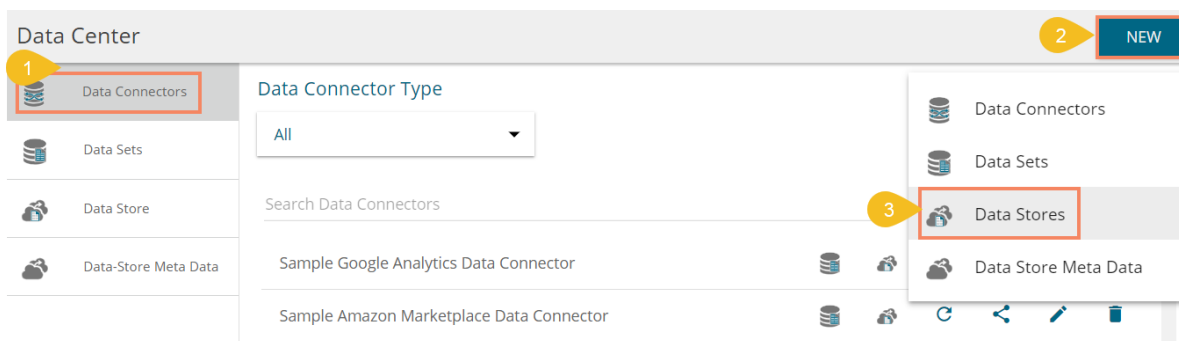 Data Center
2
NEW
1
Data Connectors
Data Sets
Data Store
Data-Store Meta Data
Data Connector Type
All
Search Data Connectors
Sample Google Analytics Data Connector
Sample Amazon Marketplace Data Connector
Data Connectors
Data Sets
3
Data Stores
Data Store Meta Data